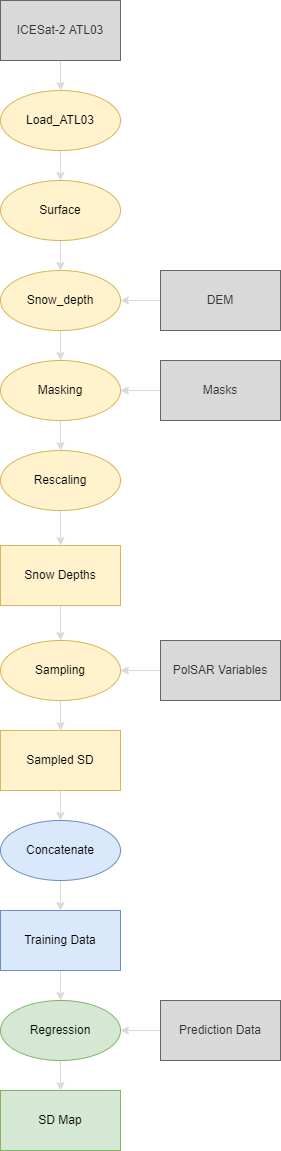 ICESat-2 ATL03
Load_ATL03
Surface
Snow_depth
DEM
Masking
Masks
Rescaling
Snow Depths
Sampling
PolSAR Variables
Sampled SD
Concatenate
Training Data
Regression
Prediction Data
SD Map